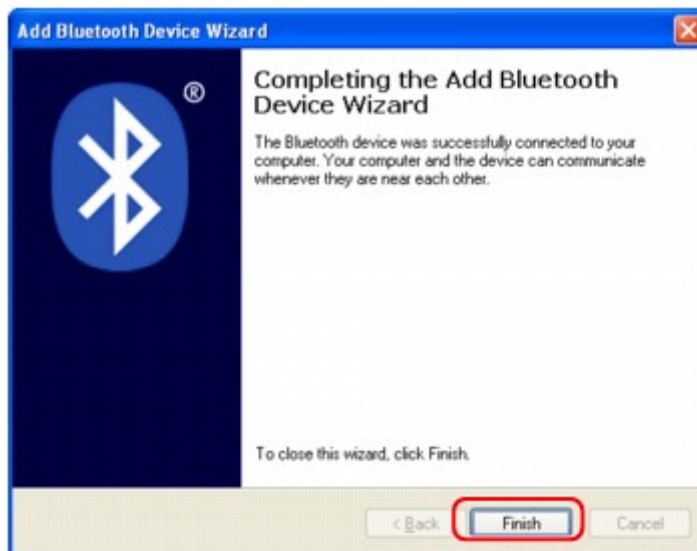 Add Bluetooth Device Wizard
®
Completing the Add Bluetooth
Device Wizard
The Bluetooth device was successfully connected to your
computer. Your computer and the device can communicate
whenever they are near each other.
To close this wizard, click Finish.
< Back Finish Cancel